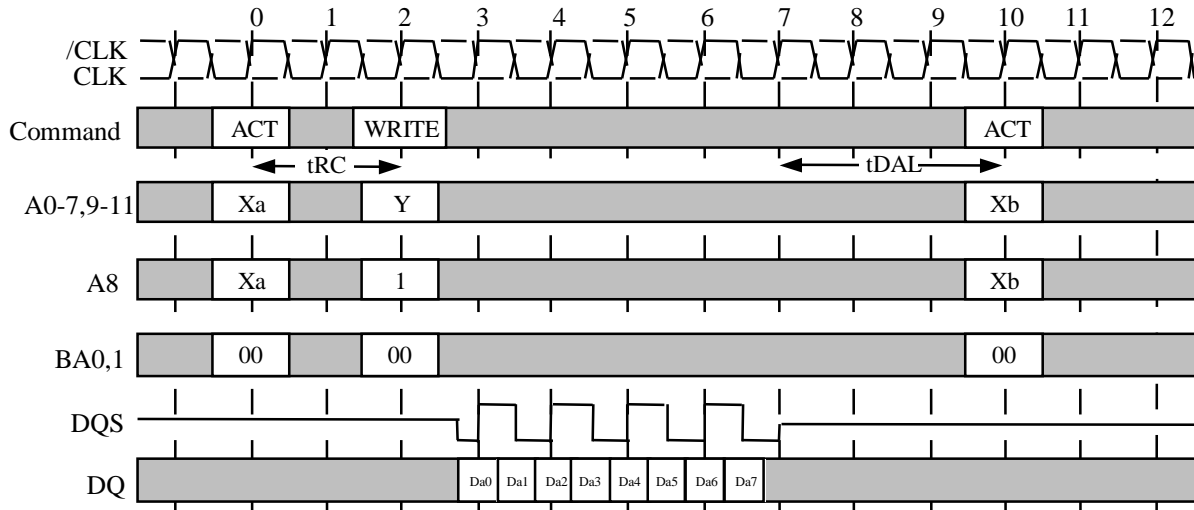 0 1 2 3 4 5 6 7 8 9 10 11 12
/CLK
CLK
Command ACT WRITE ACT
tRC tDAL
A0-7,9-11 Xa Y Xb
A8 Xa 1 Xb
BA0,1 00 00 00
DQS
DQ Da0 Da1 Da2 Da3 Da4 Da5 Da6 Da7